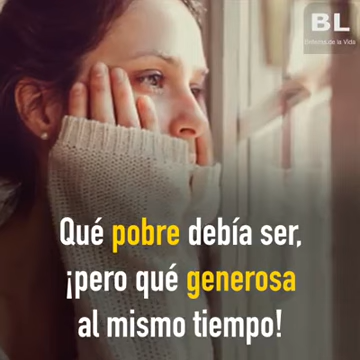 BL
Qué pobre debía ser,
¡pero qué generosa
al mismo tiempo!